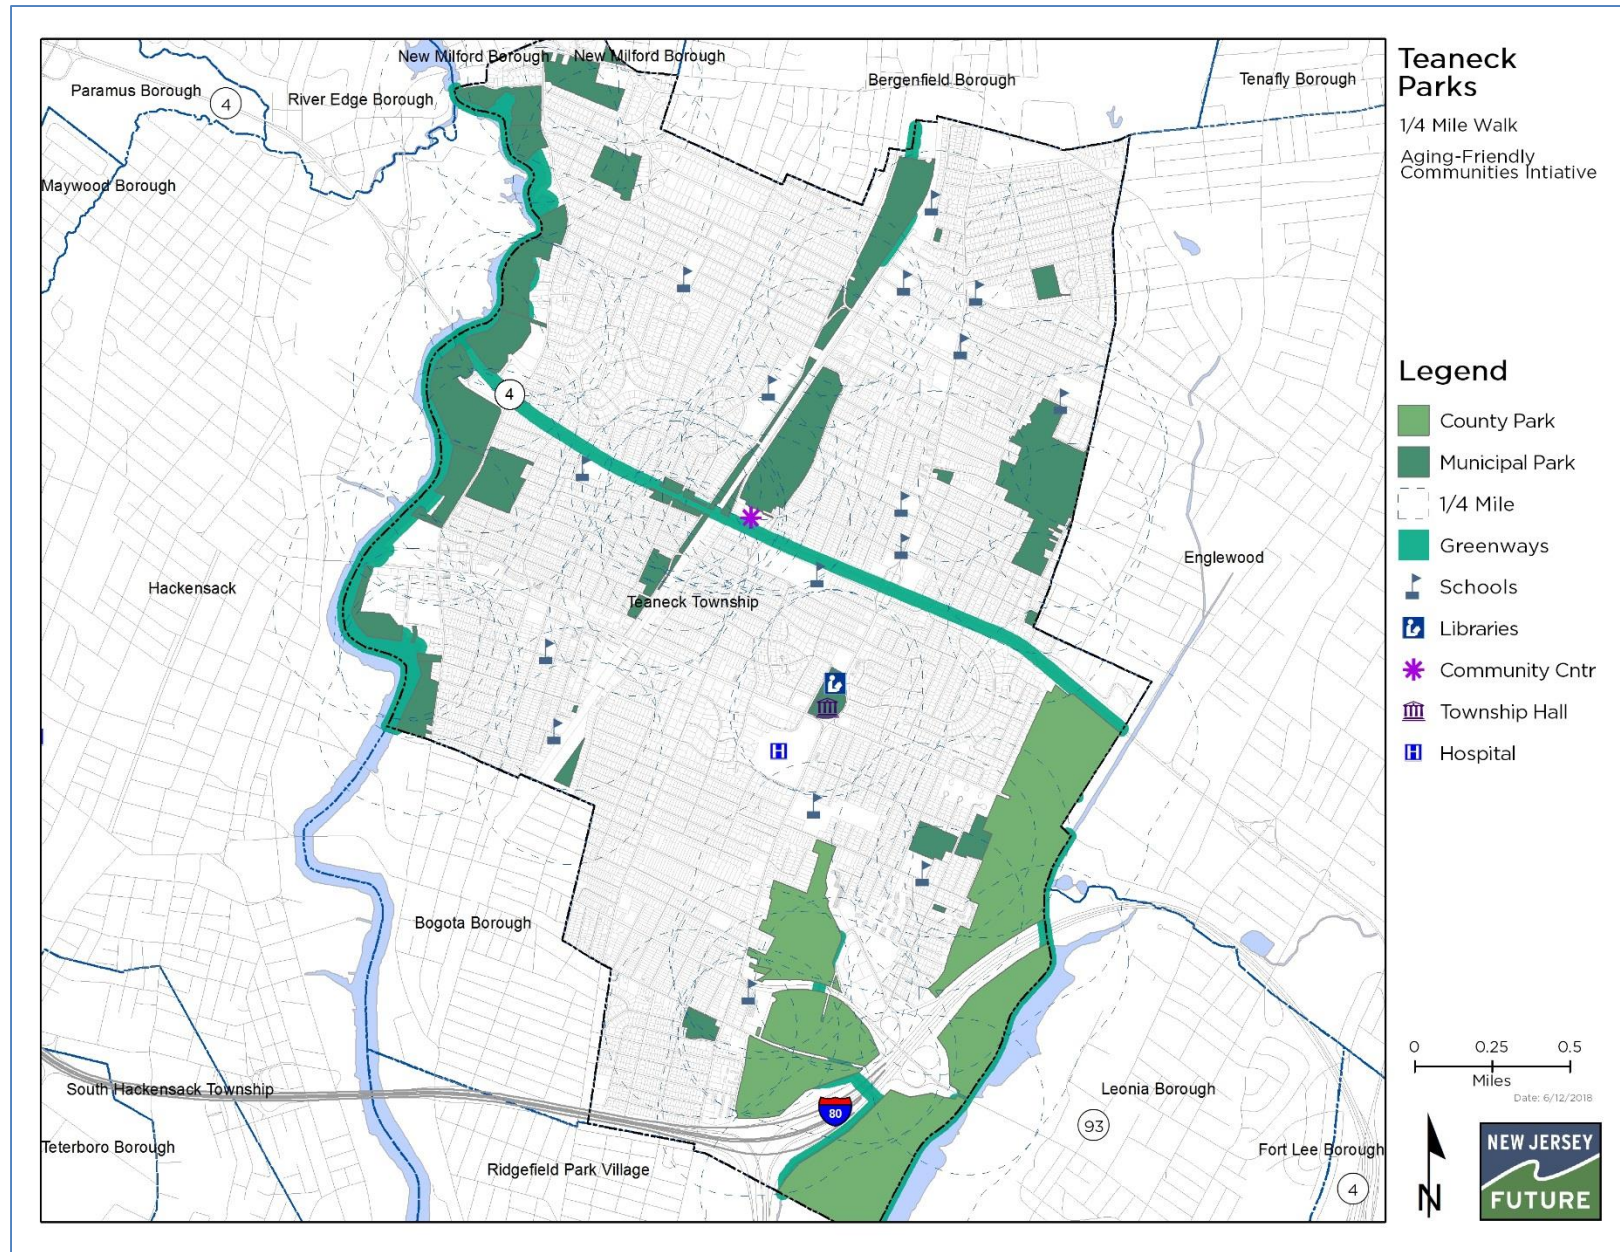 New Milford Borough
New Milford Borough
Bergenfield Borough
Tenafly Borough
Paramus Borough
4
River Edge Borough
Maywood Borough
4
Hackensack
Teaneck Township
Englewood
H
Bogota Borough
South Hackensack Township
80
Leonia Borough
93
Teterboro Borough
Ridgefield Park Village
Fort Lee Borough
4
Teaneck
Parks
1/4 Mile Walk
Aging-Friendly
Communities Intiative
Legend
County Park
Municipal Park
1/4 Mile
Greenways
Schools
Libraries
Community Cntr
Township Hall
H Hospital
0 0.25 0.5
Miles
Date: 6/12/2018
N
NEW JERSEY
FUTURE